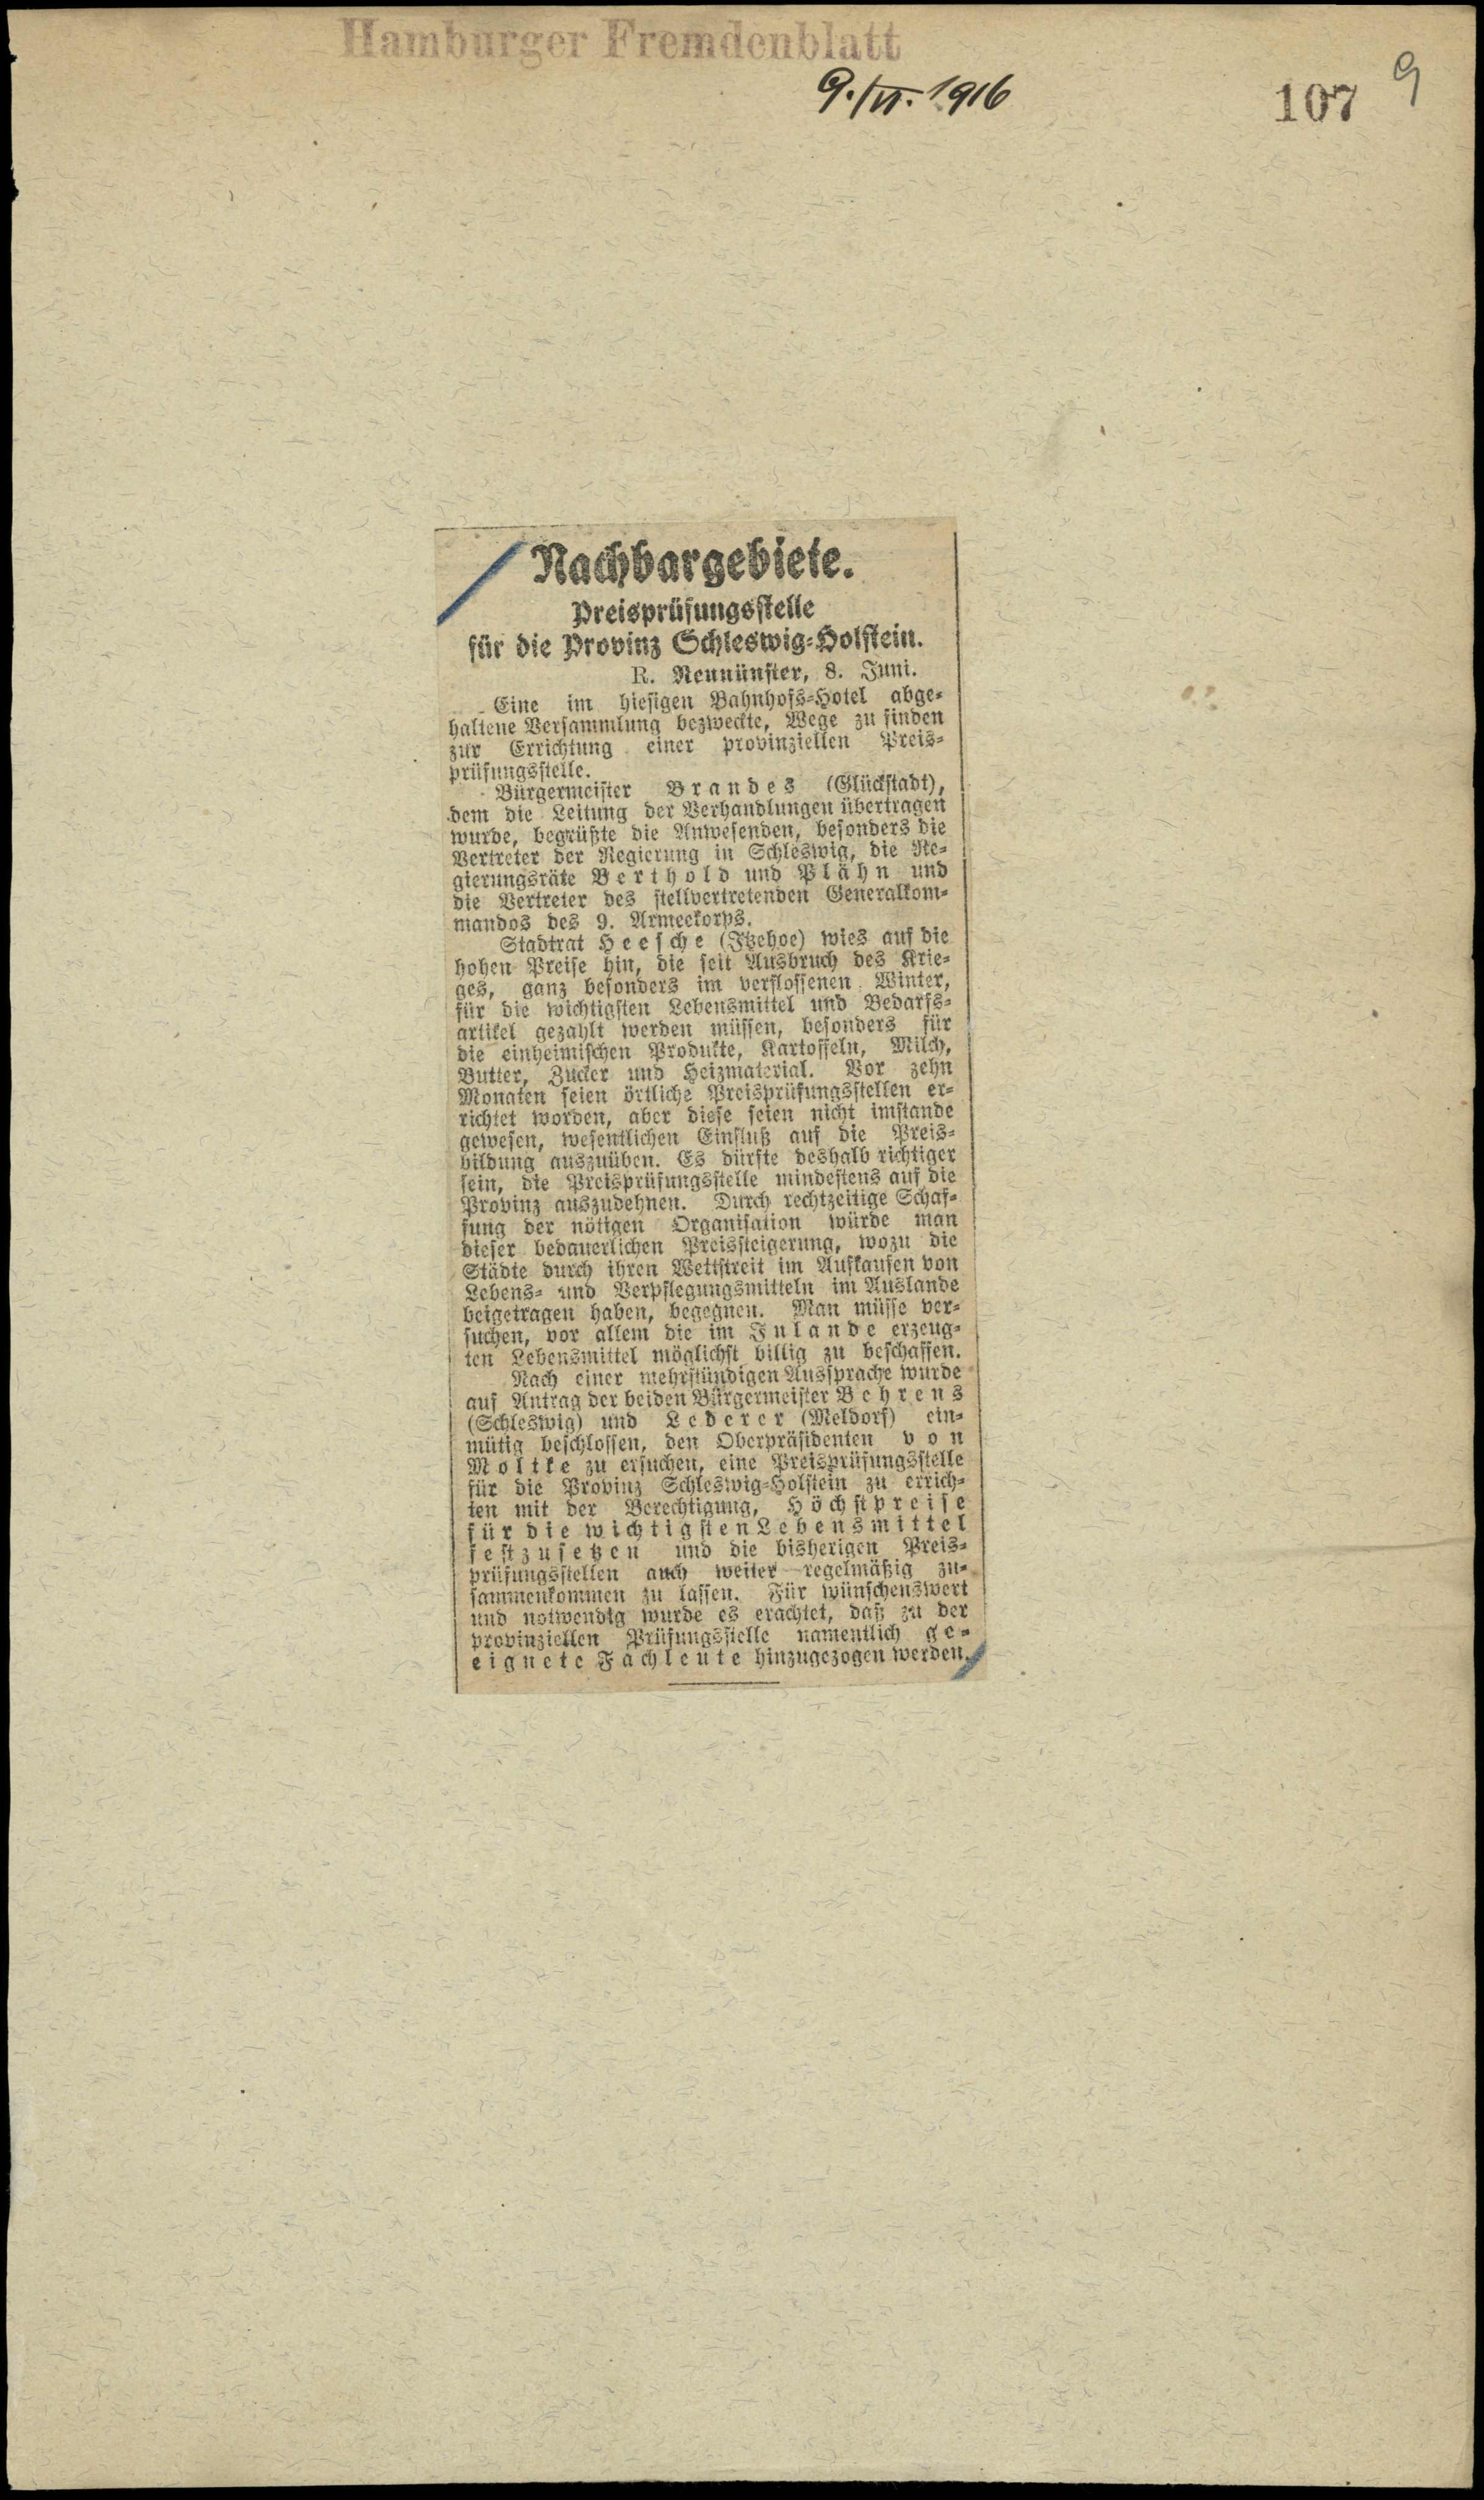 Hamburger Fremdenblatt
9./VI. 1916
107
9
Nachbargebiete.
Preisprüfungsstelle
für die Provinz Schleswig-Holstein.
R. Neumünster, 8. Juni.
Eine im hiesigen Bahnhofs-Hotel abge-
haltene Versammlung bezweckte, Wege zu finden
zur Errichtung einer provinziellen Preis-
prüfungsstelle.
Bürgermeister Brandes (Glückstadt),
dem die Leitung der Verhandlungen übertragen
wurde, begrüßte die Anwesenden, besonders die
Vertreter der Regierung in Schleswig, die Re-
gierungsräte Berthold und Plähn und
die Vertreter des stellvertretenden Generalkom-
mandos des 9. Armeekorps.
Stadtrat Heesche (Itzehoe) wies auf die
hohen Preise hin, die seit Ausbruch des Krie-
ges, ganz besonders im verflossenen Winter,
für die wichtigsten Lebensmittel und Bedarfs-
artikel gezahlt werden müssen, besonders für
die einheimischen Produkte, Kartoffeln, Milch,
Butter, Zucker und Heizmaterial. Vor zehn
Monaten seien örtliche Preisprüfungsstellen er-
richtet worden, aber diese seien nicht imstande
gewesen, wesentlichen Einfluß auf die Preis-
bildung auszuüben. Es dürfte deshalb richtiger
sein, die Preisprüfungsstelle mindestens auf die
Provinz auszudehnen. Durch rechtzeitige Schaf-
fung der nötigen Organisation würde man
dieser bedauerlichen Preissteigerung, wozu die
Städte durch ihren Wettstreit im Aufkaufen von
Lebens- und Verpflegungsmitteln im Auslande
beigetragen haben, begegnen. Man müsse ver-
suchen, vor allem die im Inlande erzeug-
ten Lebensmittel möglichst billig zu beschaffen.
Nach einer mehrstündigen Aussprache wurde
auf Antrag der beiden Bürgermeister Behrens
(Schleswig) und Lederer (Meldorf) ein-
mütig beschlossen, den Oberpräsidenten von
Moltke zu ersuchen, eine Preisprüfungsstelle
für die Provinz Schleswig-Holstein zu errich-
ten mit der Berechtigung, Höchstpreise
für die wichtigsten Lebensmittel
festzusetzen und die bisherigen Preis-
prüfungsstellen auch weiter regelmäßig zu-
sammenkommen zu lassen. Für wünschenswert
und notwendig wurde es erachtet, daß zu der
provinziellen Prüfungsstelle namentlich ge-
eignete Fachleute hinzugezogen werden.